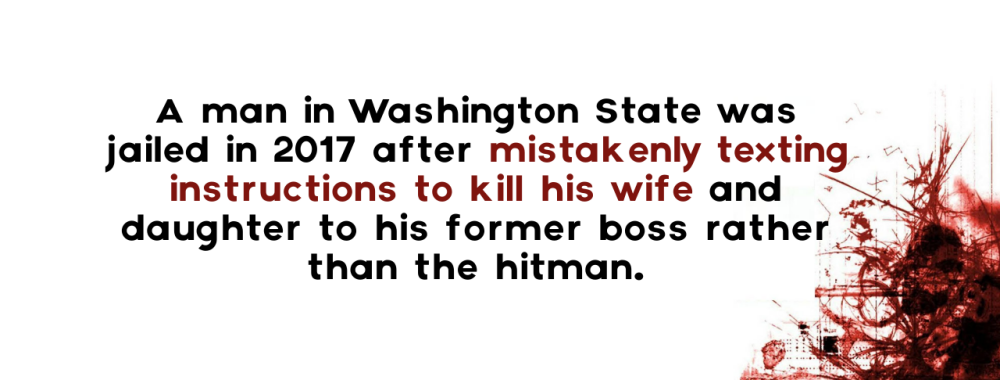 A man in Washington State was
jailed in 2017 after mistakenly texting
instructions to kill his wife and
daughter to his former boss rather
than the hitman.